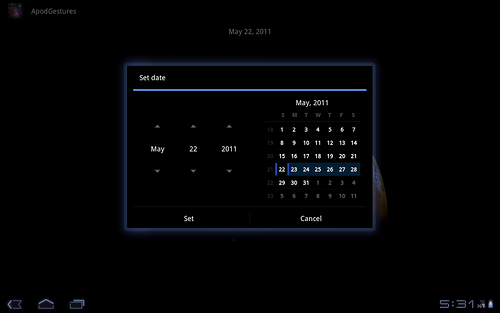 ApodGestures
May 22, 2011
Set date
May 22 2011
May, 2011
S M T W T F S
18 1 2 3 4 5 6 7
19 8 9 10 11 12 13 14
20 15 16 17 18 19 20 21
21 22 23 24 25 26 27 28
22 29 30 31 1 2 3 4
23 5 6 7 8 9 10 11
Set Cancel
5:31